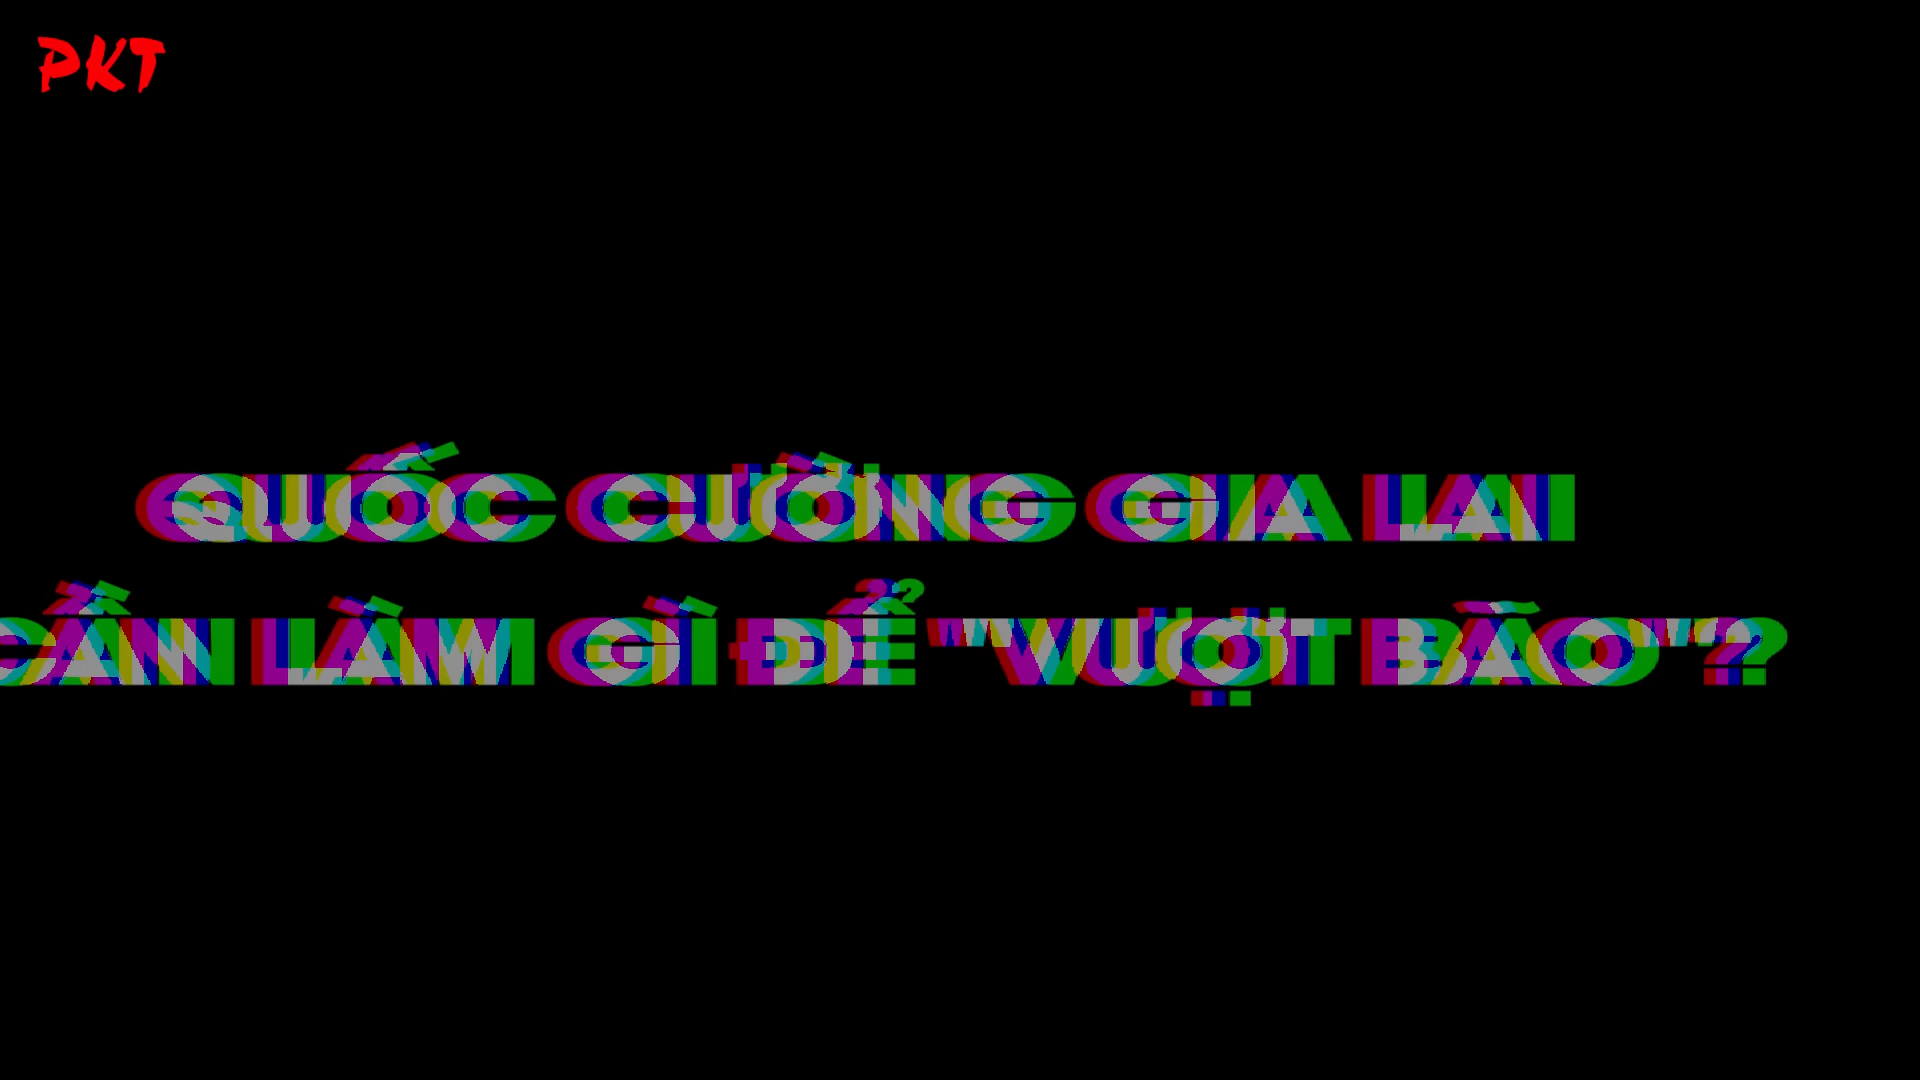 PKT
QUỐC CƯỜNG GIA LAI
CẦN LÀM GÌ ĐỂ "VƯỢT BÃO"?